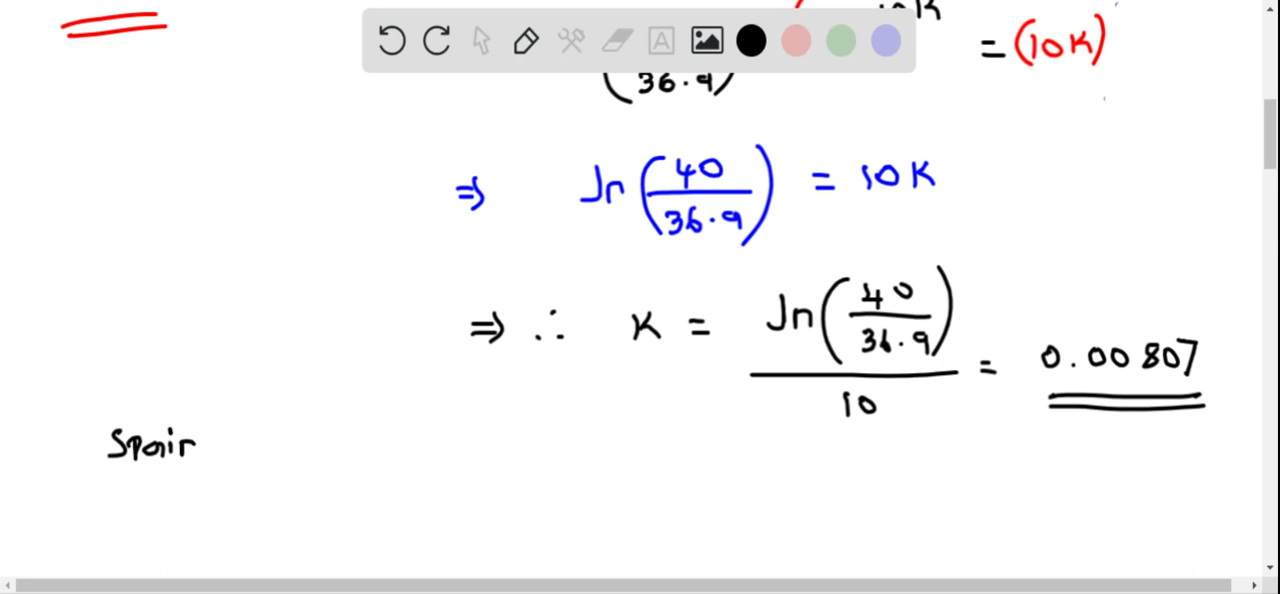 = (10K)
(36.9)
⇒ ln(40/36.9) = 10K
⇒ ∴ K = ln(40/36.9)/10 = 0.00807
Spair